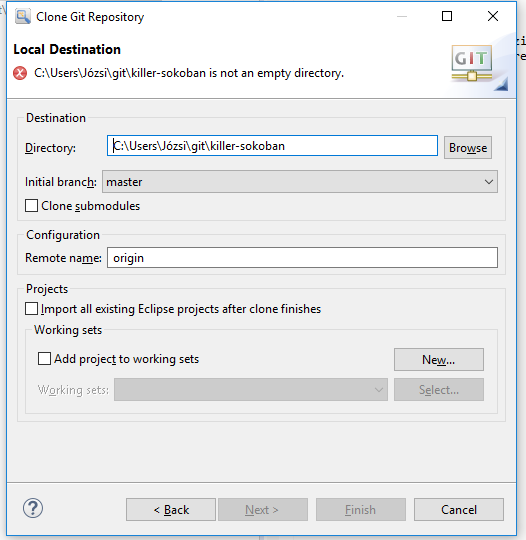 Clone Git Repository
Local Destination
C:\Users\Józsi\git\killer-sokoban is not an empty directory.
GIT
Destination
Directory: C:\Users\Józsi\git\killer-sokoban Browse
Initial branch: master
Clone submodules
Configuration
Remote name: origin
Projects
Import all existing Eclipse projects after clone finishes
Working sets
Add project to working sets New...
Working sets: Select...
? < Back Next > Finish Cancel